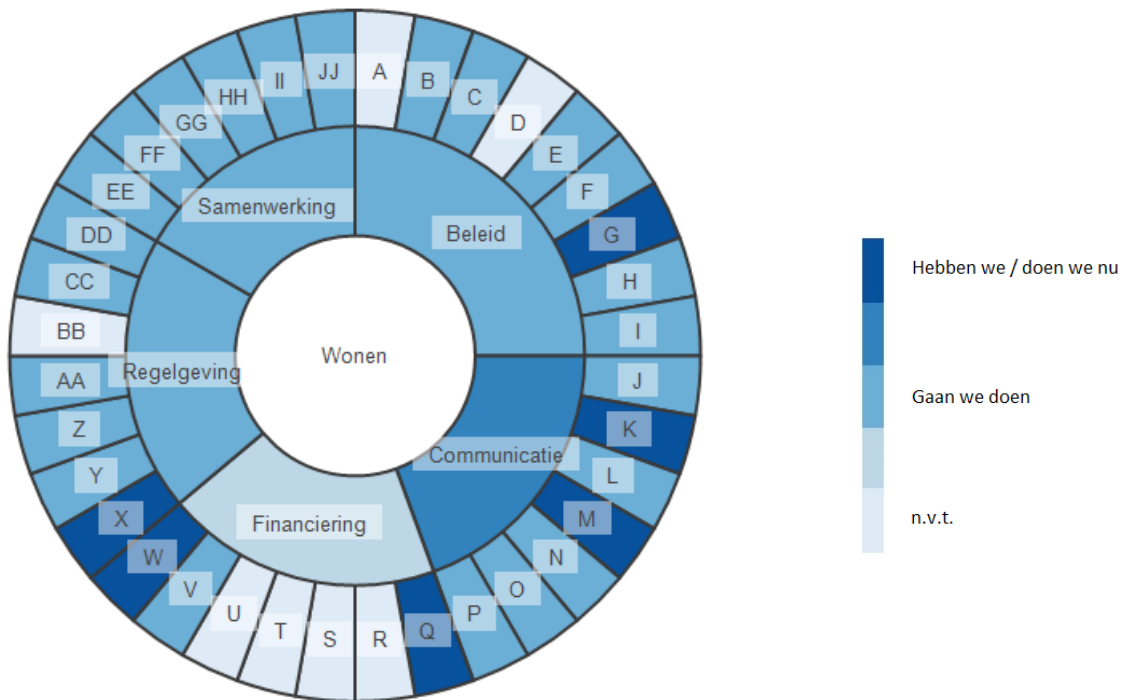 A
B
C
D
E
F
G
H
I
J
K
L
M
N
O
P
Q
R
S
T
U
V
W
X
Y
Z
AA
BB
CC
DD
EE
FF
GG
HH
II
JJ
Samenwerking
Beleid
Wonen
Regelgeving
Communicatie
Financiering
Hebben we / doen we nu
Gaan we doen
n.v.t.